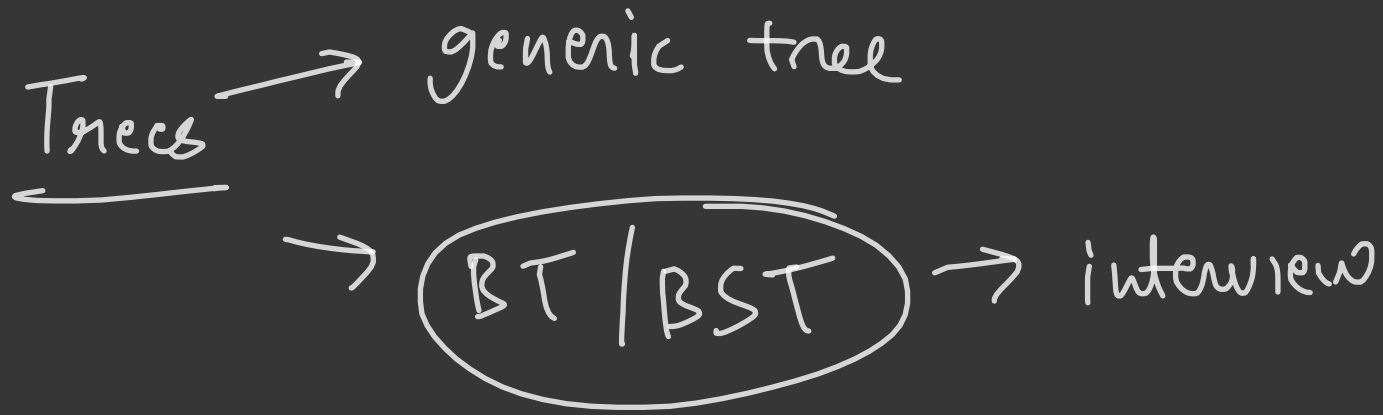 Trees → generic tree
→ BT/BST → interview